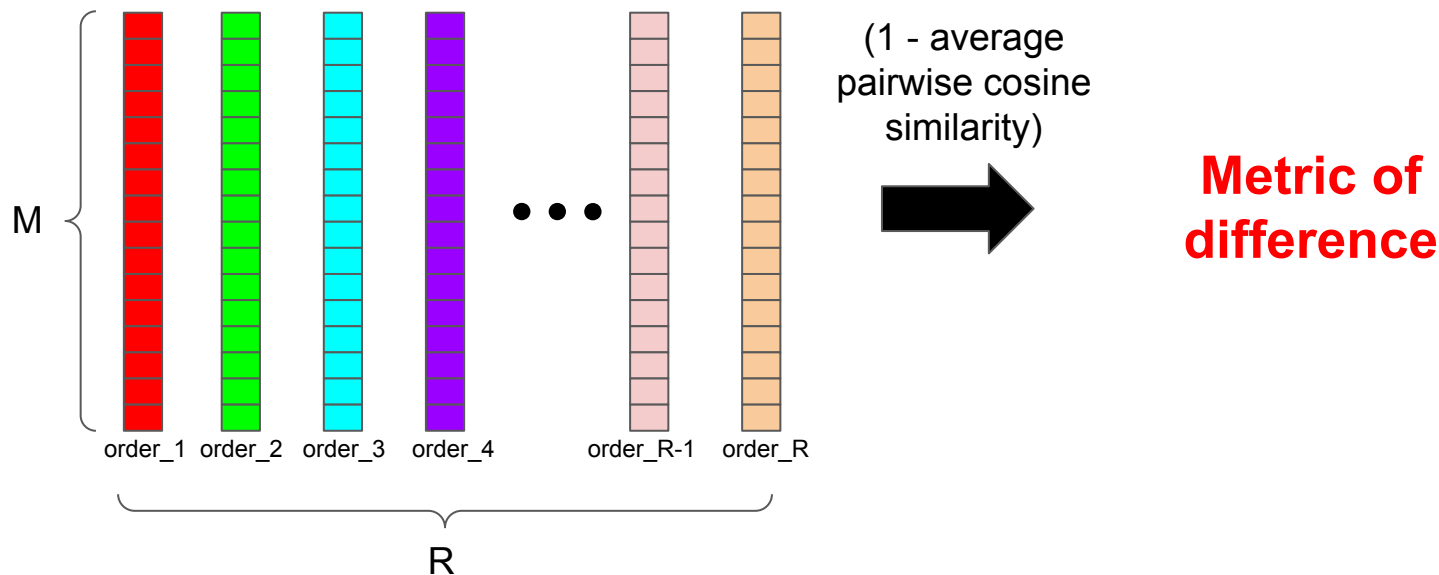 (1 - average
pairwise cosine
similarity)
Metric of
difference
M
order_1 order_2 order_3 order_4 order_R-1 order_R
R